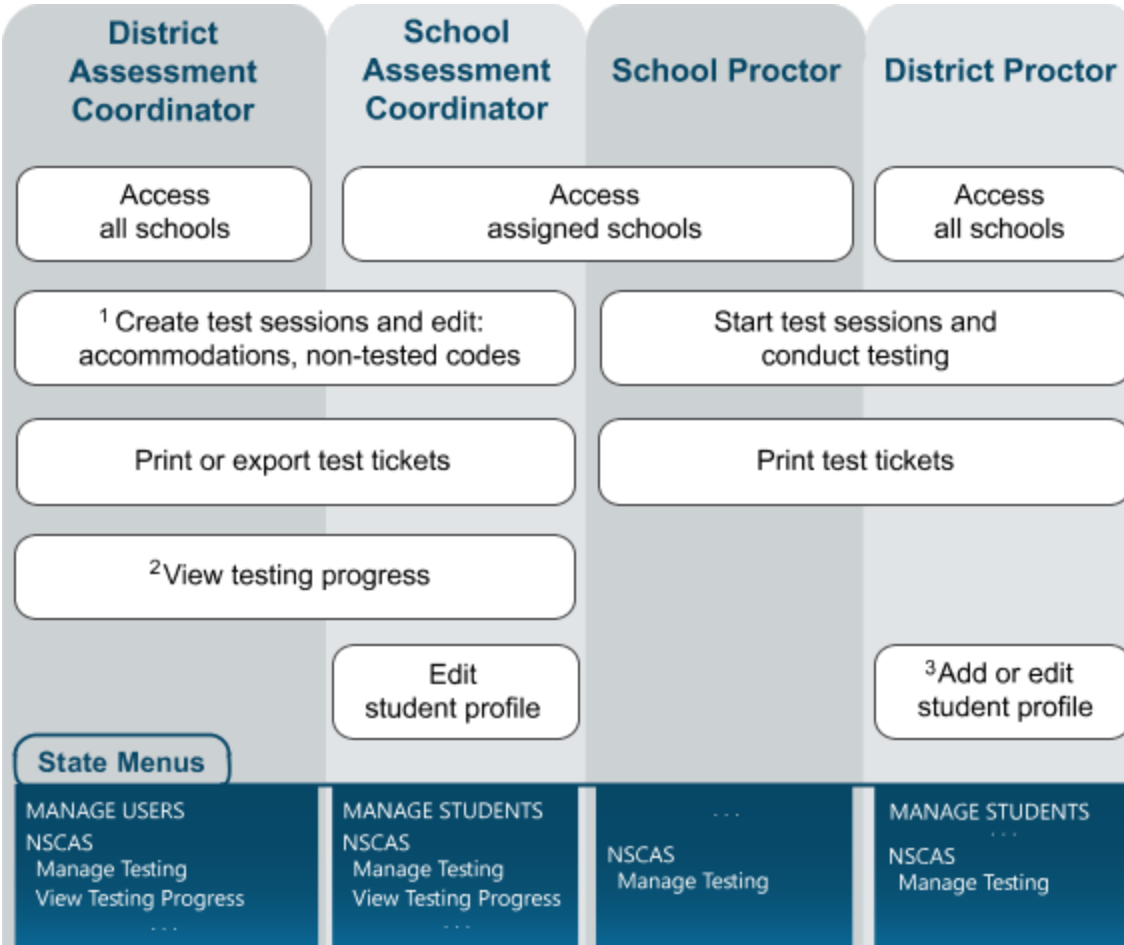 District
Assessment
Coordinator
School
Assessment
Coordinator
School Proctor
District Proctor
Access
all schools
Access
assigned schools
Access
all schools
1 Create test sessions and edit:
accommodations, non-tested codes
Start test sessions and
conduct testing
Print or export test tickets
Print test tickets
2 View testing progress
Edit
student profile
3 Add or edit
student profile
State Menus
MANAGE USERS
NSCAS
Manage Testing
View Testing Progress
. . .
MANAGE STUDENTS
NSCAS
Manage Testing
View Testing Progress
. . .
. . .
NSCAS
Manage Testing
MANAGE STUDENTS
. . .
NSCAS
Manage Testing